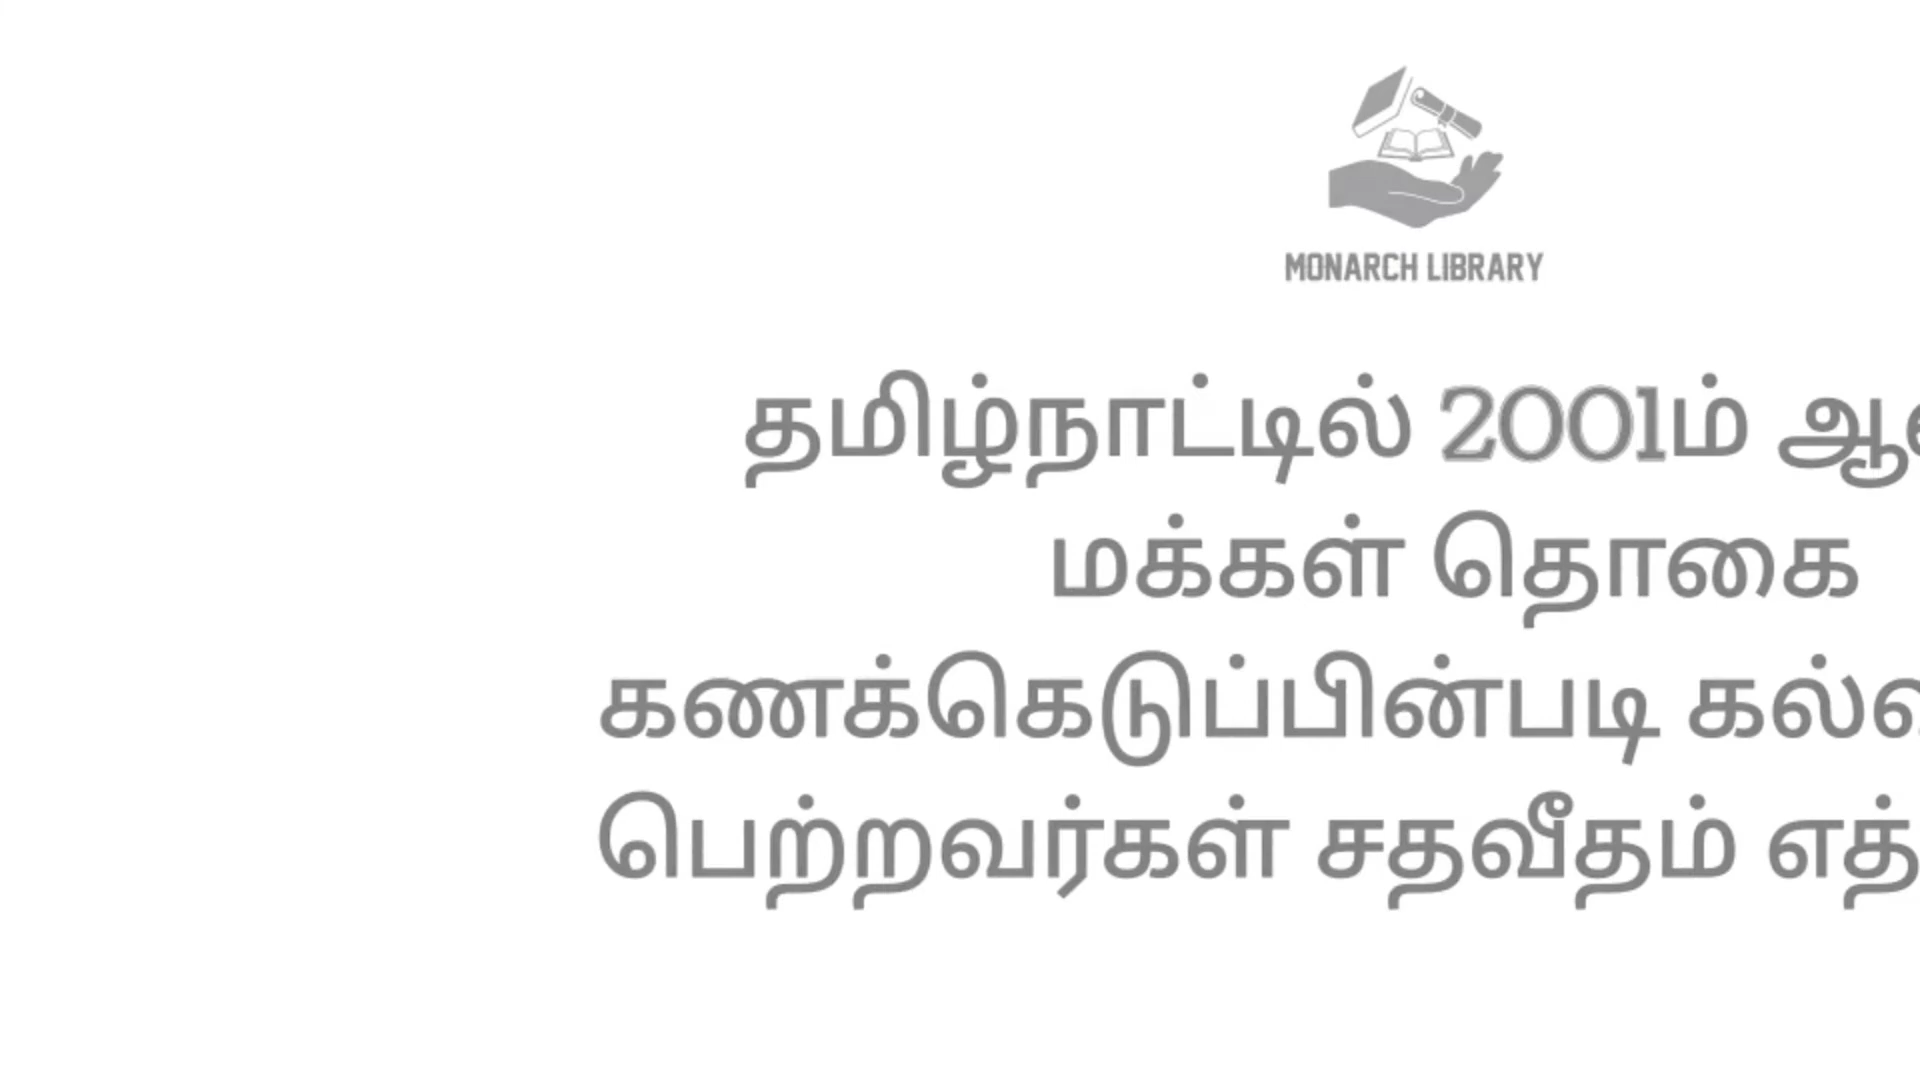 MONARCH LIBRARY
தமிழ்நாட்டில் 2001ம்
மக்கள் தொகை
கணக்கெடுப்பின்படி
பெற்றவர்கள் சதவீதம்